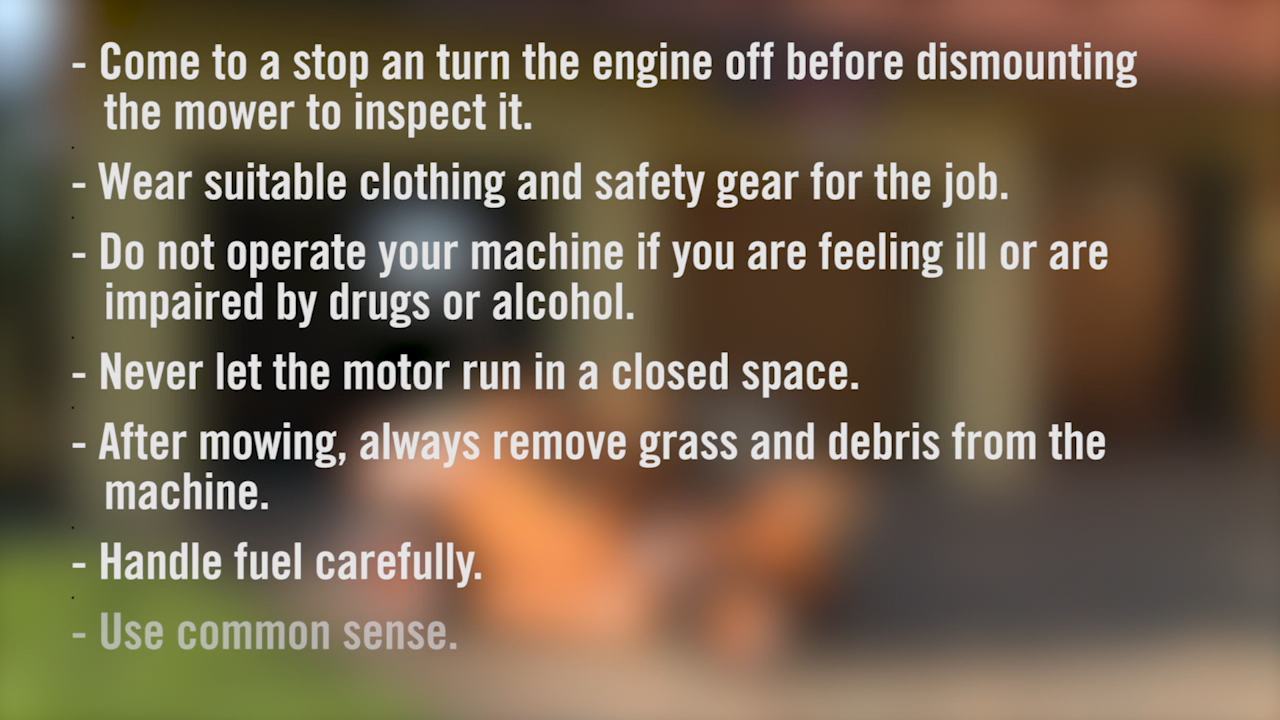 - Come to a stop an turn the engine off before dismounting
the mower to inspect it.
- Wear suitable clothing and safety gear for the job.
- Do not operate your machine if you are feeling ill or are
impaired by drugs or alcohol.
- Never let the motor run in a closed space.
- After mowing, always remove grass and debris from the
machine.
- Handle fuel carefully.
- Use common sense.